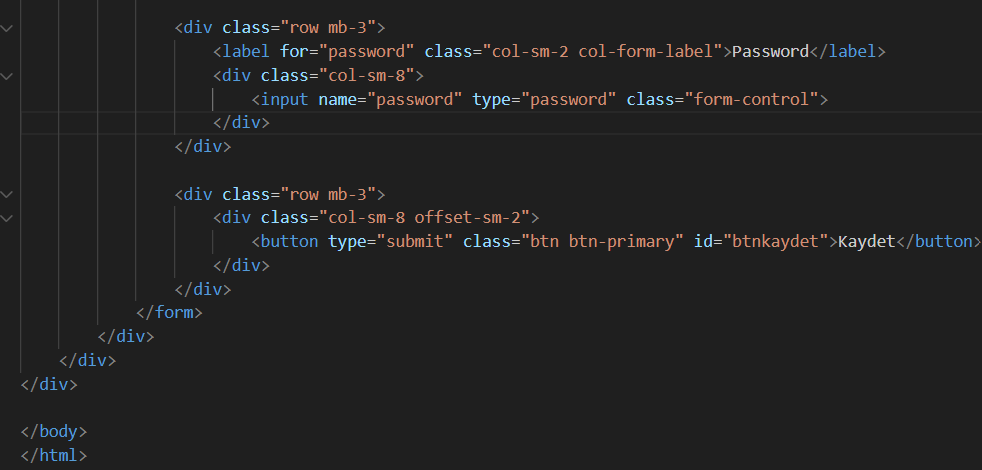 <div class="row mb-3">
<label for="password" class="col-sm-2 col-form-label">Password</label>
<div class="col-sm-8">
<input name="password" type="password" class="form-control">
</div>
</div>
<div class="row mb-3">
<div class="col-sm-8 offset-sm-2">
<button type="submit" class="btn btn-primary" id="btnkaydet">Kaydet</button>
</div>
</div>
</form>
</div>
</div>
</div>
</body>
</html>